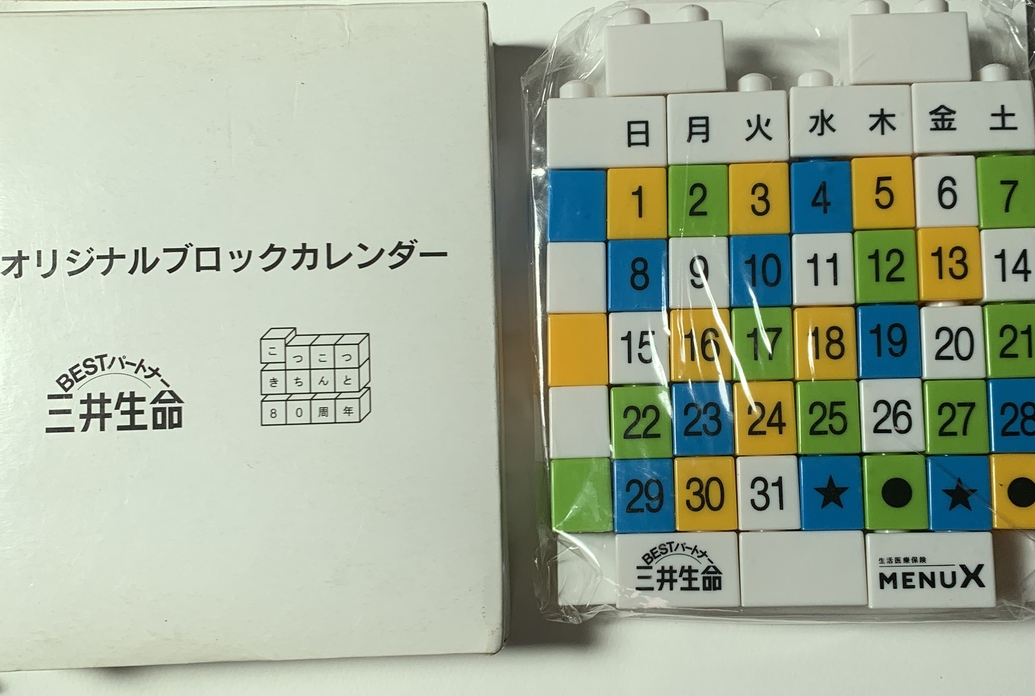 オリジナルブロックカレンダー
BESTパートナー
三井生命
こつこつ
きちんと
80周年
日 月 火 水 木 金 土
1 2 3 4 5 6 7
8 9 10 11 12 13 14
15 16 17 18 19 20 21
22 23 24 25 26 27 28
29 30 31 ★ ● ★ ●
BESTパートナー
三井生命
生活医療保険
MENUX